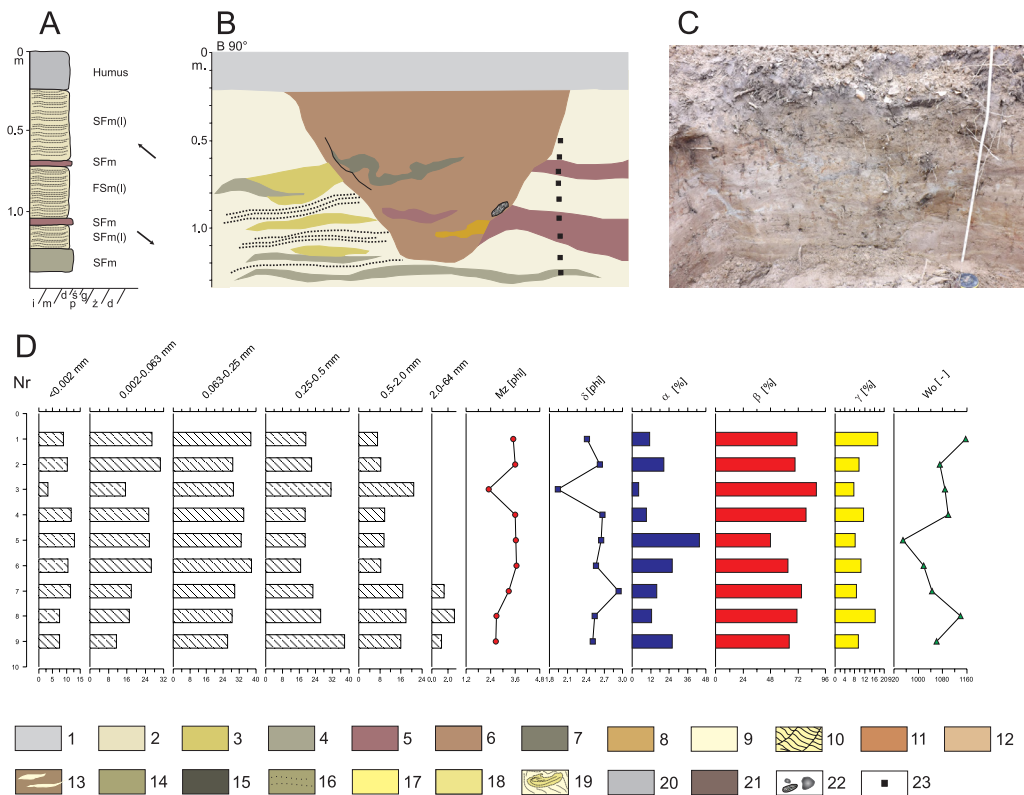 A
B
C
B 90°
0
m
0,5
1,0
Humus
SFm(l)
SFm
FSm(l)
SFm
SFm(l)
SFm
i m d ś g ż d
p
0
m.
0.5
1,0
D
Nr
<0.002 mm
0.002-0.063 mm
0.063-0.25 mm
0.25-0.5 mm
0.5-2.0 mm
2.0-64 mm
Mz [phi]
δ [phi]
α [%]
β [%]
γ [%]
Wo [-]
0
1
2
3
4
5
6
7
8
9
10
0 5 10 15
0 8 16 24 32
0 8 16 24 32 40
0 8 16 24 32 40
0 8 16 24 32
0.0 1.2 2.4
1.2 2.4 3.6 4.8
1.8 2.1 2.4 2.7 3.0
0 12 24 36 48
0 24 48 72 96
0 4 8 12 16 20
920 1000 1080 1160
1 2 3 4 5 6 7 8 9 10 11 12
13 14 15 16 17 18 19 20 21 22 23